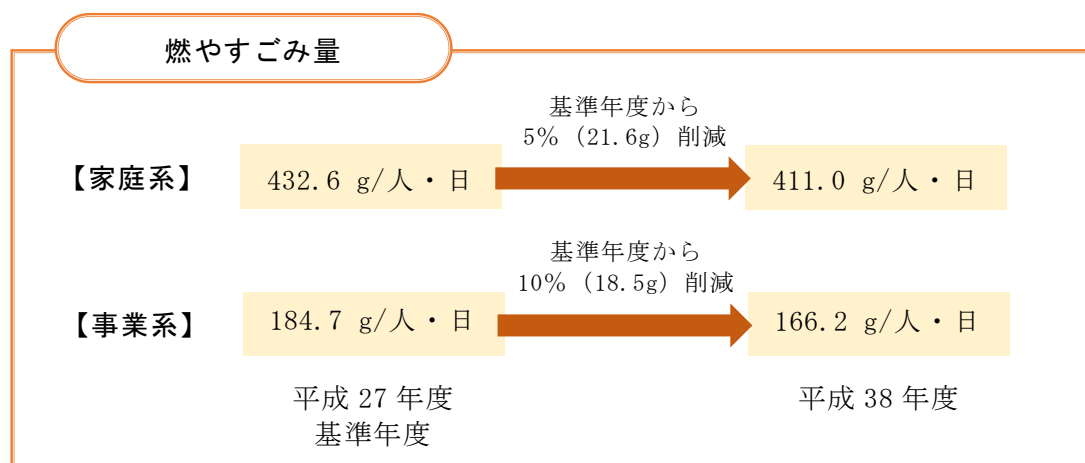 燃やすごみ量
基準年度から
5%（21.6g）削減
【家庭系】 432.6 g/人・日 411.0 g/人・日
基準年度から
10%（18.5g）削減
【事業系】 184.7 g/人・日 166.2 g/人・日
平成 27 年度 平成 38 年度
基準年度